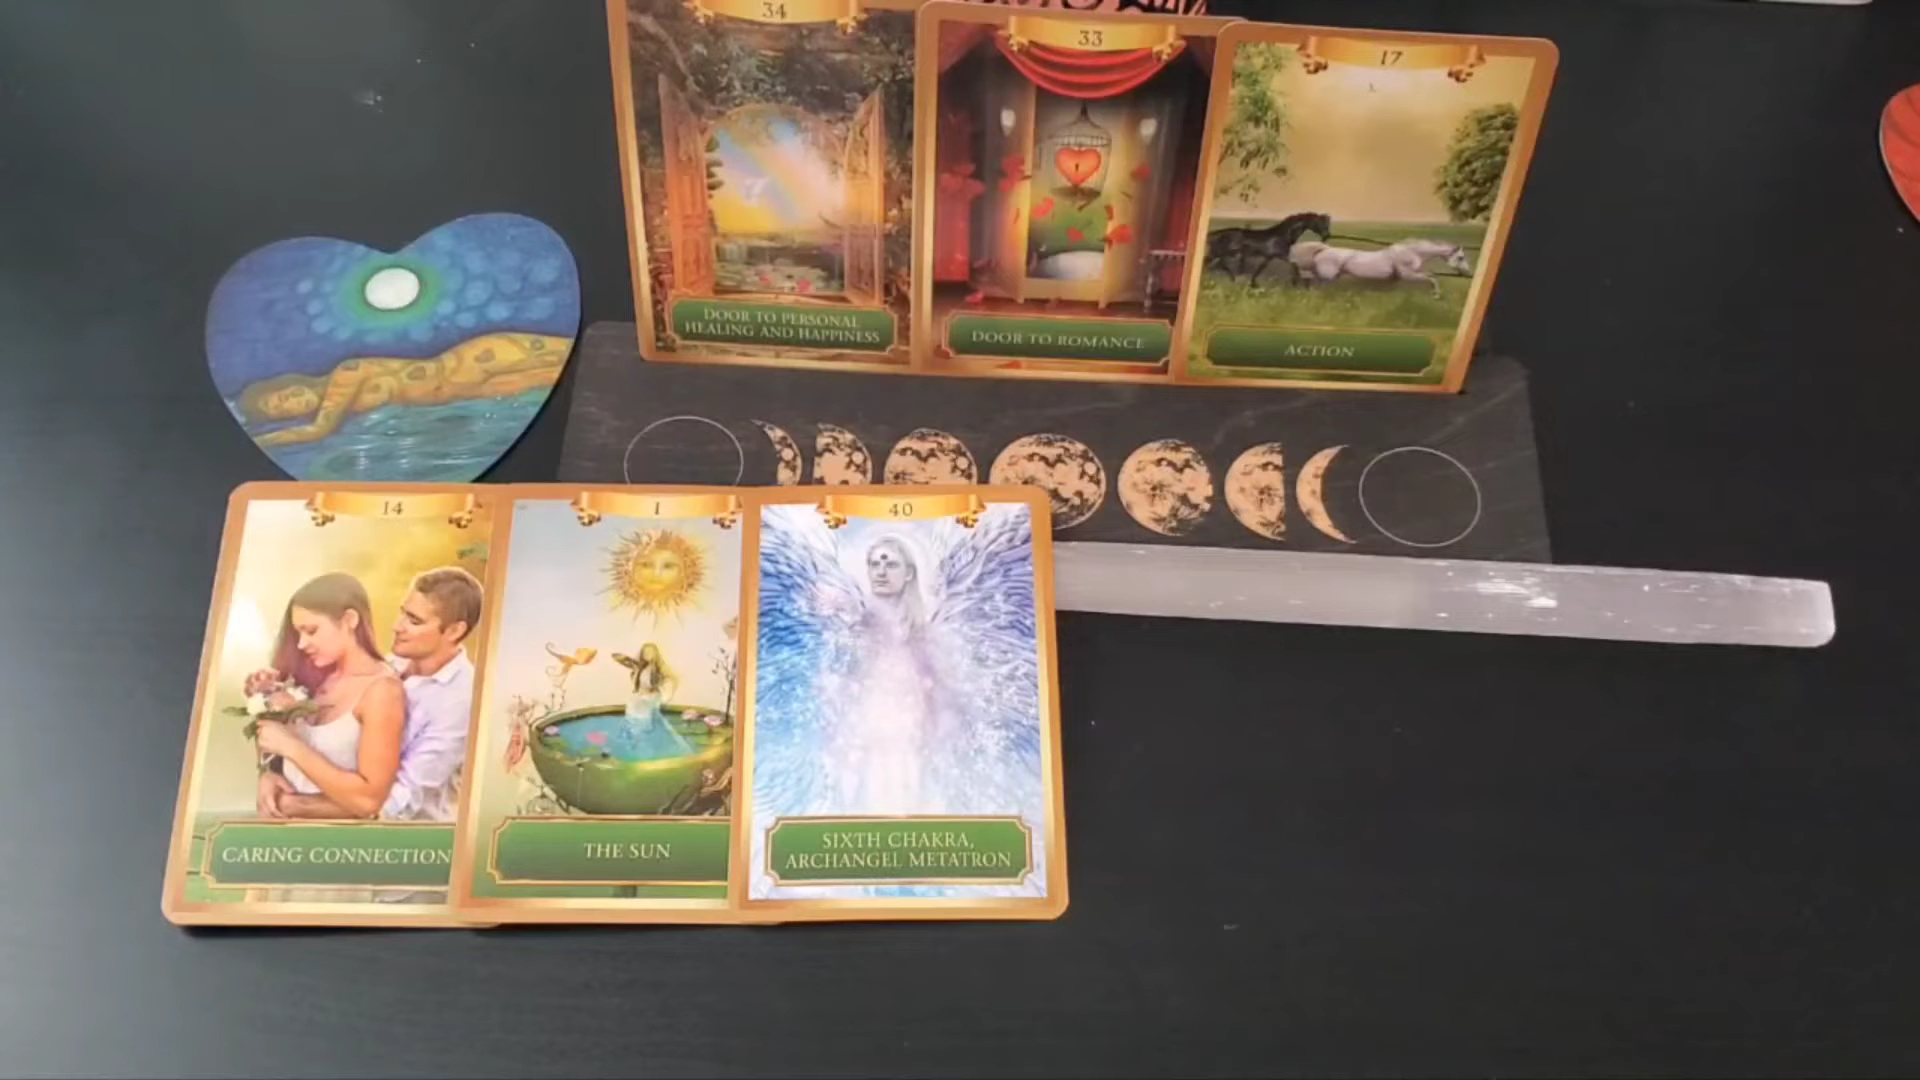 34
DOOR TO PERSONAL
HEALING AND HAPPINESS
33
DOOR TO ROMANCE
17
ACTION
14
CARING CONNECTION
1
THE SUN
40
SIXTH CHAKRA,
ARCHANGEL METATRON